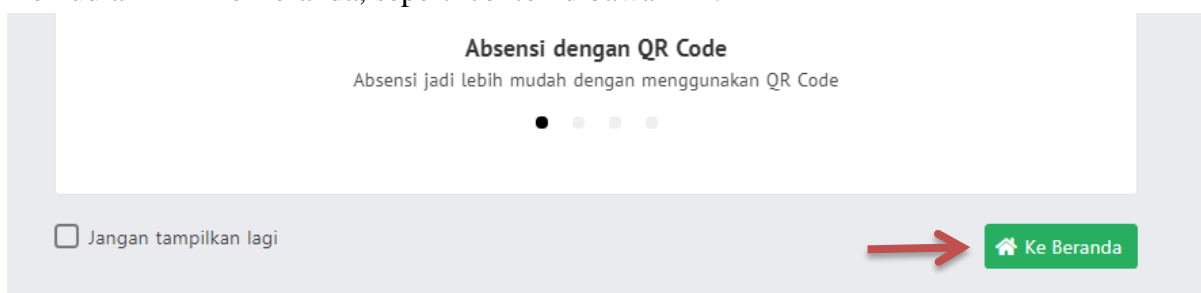 Absensi dengan QR Code
Absensi jadi lebih mudah dengan menggunakan QR Code
Jangan tampilkan lagi
Ke Beranda